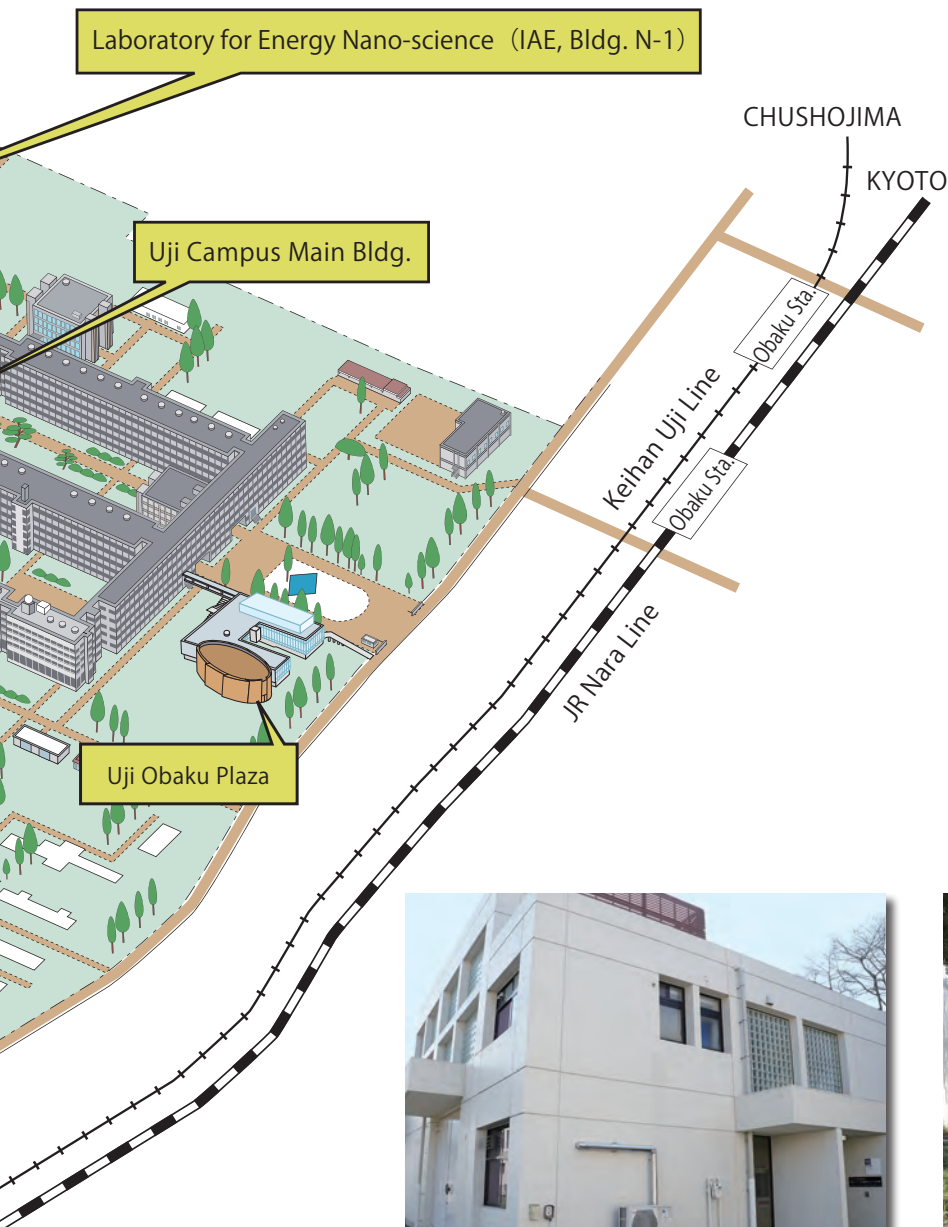 Laboratory for Energy Nano-science（IAE, Bldg. N-1）
CHUSHOJIMA
KYOTO
Uji Campus Main Bldg.
Obaku Sta.
Keihan Uji Line
Obaku Sta.
JR Nara Line
Uji Obaku Plaza